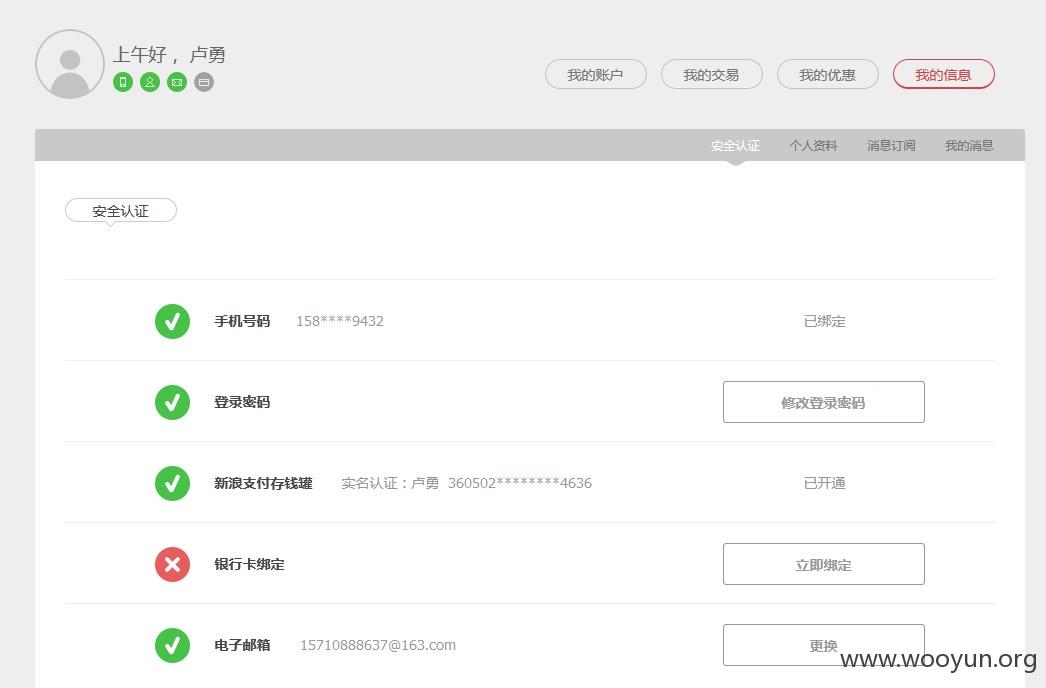 上午好， 卢勇
我的账户 我的交易 我的优惠 我的信息
安全认证 个人资料 消息订阅 我的消息
安全认证
手机号码 158****9432 已绑定
登录密码 修改登录密码
新浪支付存钱罐 实名认证：卢勇 360502********4636 已开通
银行卡绑定 立即绑定
电子邮箱 15710888637@163.com 更换
www.wooyun.org